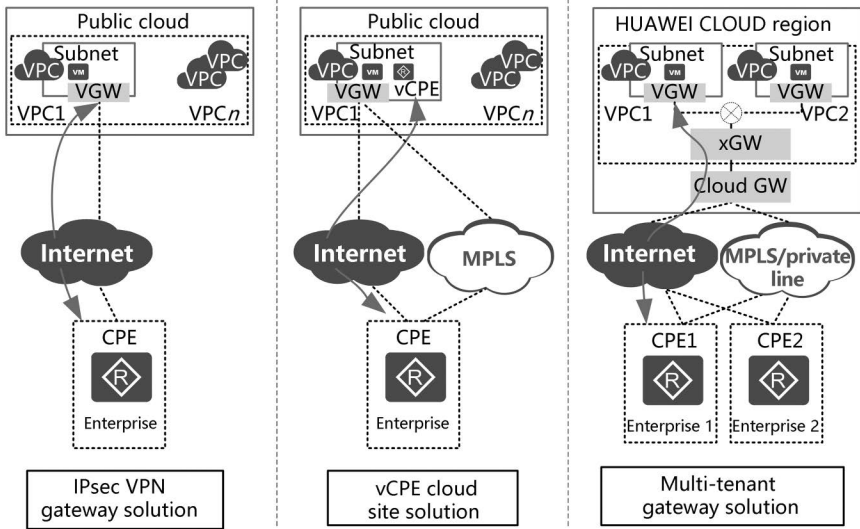 Public cloud
Subnet
VPC
VM
VGW
VPC
VPC
VPC1
VPCn
Internet
CPE
R
Enterprise
IPsec VPN
gateway solution
Public cloud
Subnet
VPC
VM
R
VGW
vCPE
VPC
VPC
VPC1
VPCn
Internet
MPLS
CPE
R
Enterprise
vCPE cloud
site solution
HUAWEI CLOUD region
Subnet
Subnet
VPC
VM
VPC
VM
VGW
VGW
VPC1
VPC2
xGW
Cloud GW
Internet
MPLS/private
line
CPE1
CPE2
R
R
Enterprise 1
Enterprise 2
Multi-tenant
gateway solution